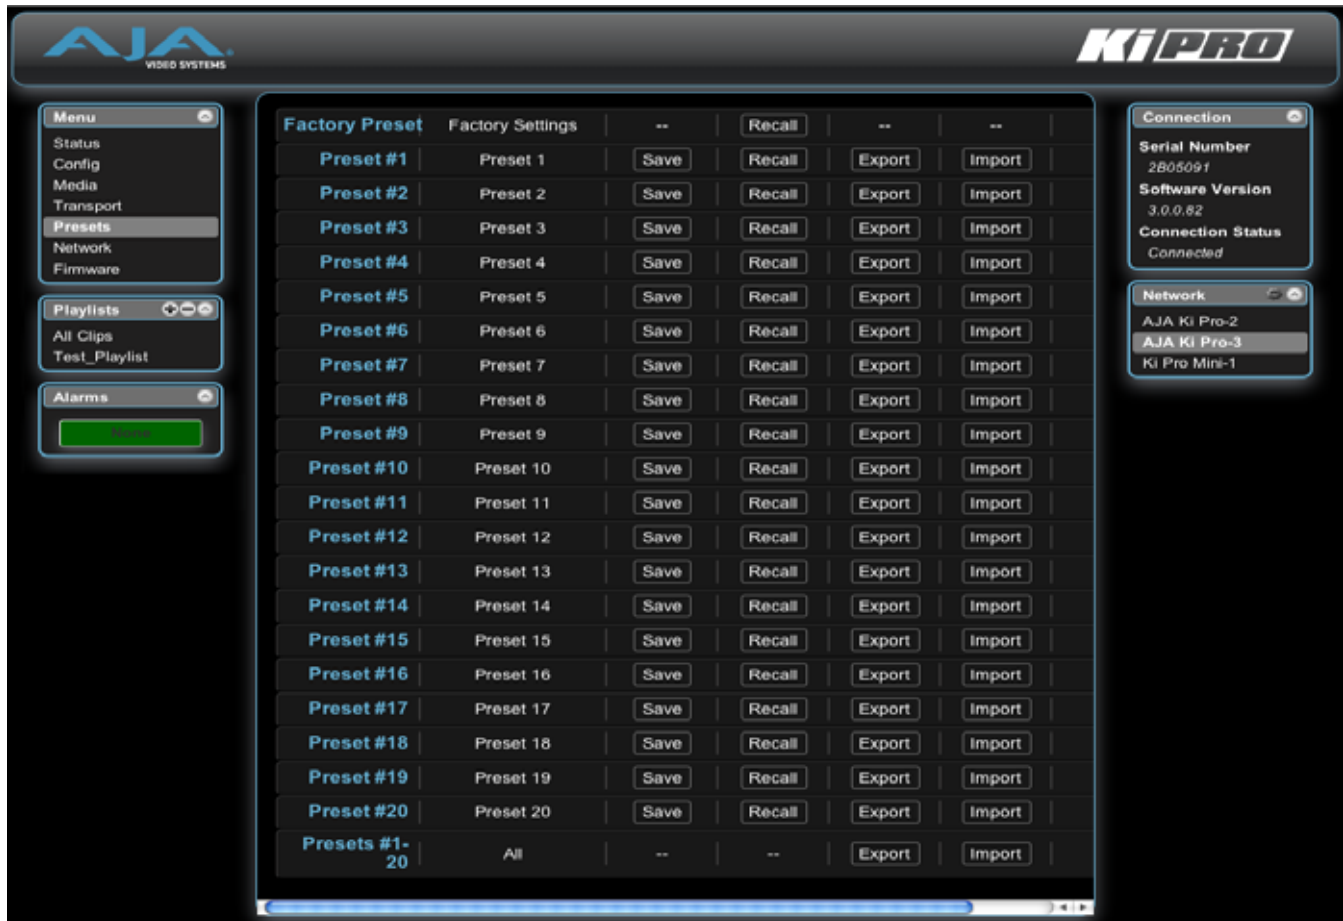 AJA
VIDEO SYSTEMS
Ki PRO
Menu
Status
Config
Media
Transport
Presets
Network
Firmware
Playlists
All Clips
Test_Playlist
Alarms
None
Factory Preset Factory Settings -- Recall -- --
Preset #1 Preset 1 Save Recall Export Import
Preset #2 Preset 2 Save Recall Export Import
Preset #3 Preset 3 Save Recall Export Import
Preset #4 Preset 4 Save Recall Export Import
Preset #5 Preset 5 Save Recall Export Import
Preset #6 Preset 6 Save Recall Export Import
Preset #7 Preset 7 Save Recall Export Import
Preset #8 Preset 8 Save Recall Export Import
Preset #9 Preset 9 Save Recall Export Import
Preset #10 Preset 10 Save Recall Export Import
Preset #11 Preset 11 Save Recall Export Import
Preset #12 Preset 12 Save Recall Export Import
Preset #13 Preset 13 Save Recall Export Import
Preset #14 Preset 14 Save Recall Export Import
Preset #15 Preset 15 Save Recall Export Import
Preset #16 Preset 16 Save Recall Export Import
Preset #17 Preset 17 Save Recall Export Import
Preset #18 Preset 18 Save Recall Export Import
Preset #19 Preset 19 Save Recall Export Import
Preset #20 Preset 20 Save Recall Export Import
Presets #1-
20 All -- -- Export Import
Connection
Serial Number
2B05091
Software Version
3.0.0.82
Connection Status
Connected
Network
AJA Ki Pro-2
AJA Ki Pro-3
Ki Pro Mini-1